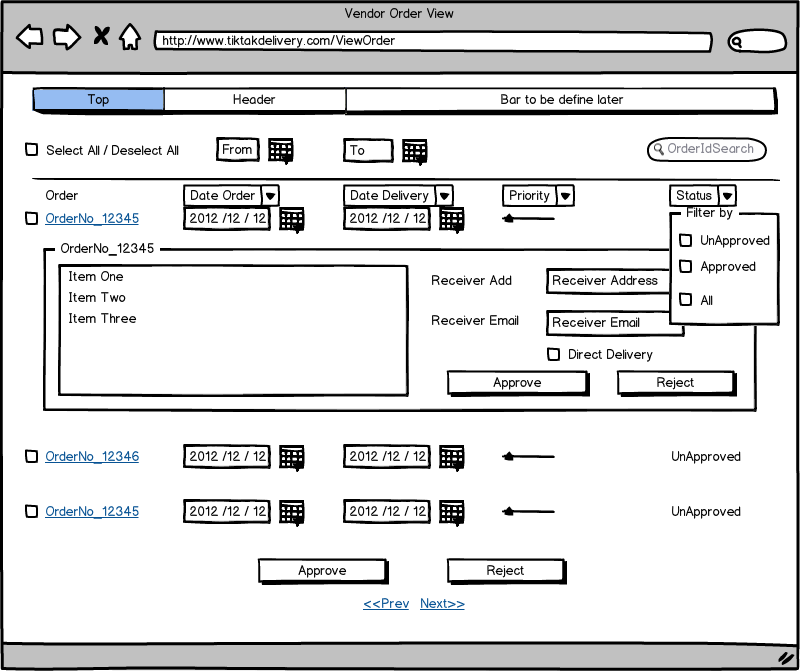 Vendor Order View
http://www.tiktakdelivery.com/ViewOrder
Top Header Bar to be define later
Select All / Deselect All From To OrderIdSearch
Order Date Order Date Delivery Priority Status
OrderNo_12345 2012 /12 / 12 2012 /12 / 12
Filter by
UnApproved
Approved
All
OrderNo_12345
Item One
Item Two
Item Three
Receiver Add Receiver Address
Receiver Email Receiver Email
Direct Delivery
Approve Reject
OrderNo_12346 2012 /12 / 12 2012 /12 / 12 UnApproved
OrderNo_12345 2012 /12 / 12 2012 /12 / 12 UnApproved
Approve Reject
<<Prev Next>>